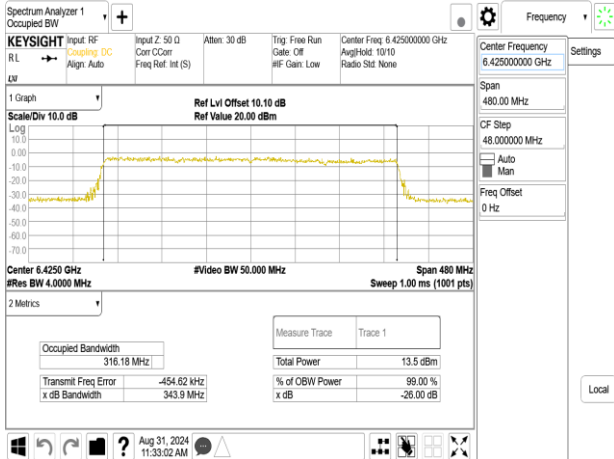 Spectrum Analyzer 1
Occupied BW
Frequency
KEYSIGHT
Input: RF
Coupling: DC
Align: Auto
Input Z: 50 Ω
Corr CCorr
Freq Ref: Int (S)
Atten: 30 dB
Trig: Free Run
Gate: Off
#IF Gain: Low
Center Freq: 6.425000000 GHz
Avg|Hold: 10/10
Radio Std: None
R L
LXI
Center Frequency
6.425000000 GHz
Settings
Span
480.00 MHz
CF Step
48.000000 MHz
Auto
Man
Freq Offset
0 Hz
Local
1 Graph
Scale/Div 10.0 dB
Ref Lvl Offset 10.10 dB
Ref Value 20.00 dBm
Log
10.0
0.00
-10.0
-20.0
-30.0
-40.0
-50.0
-60.0
-70.0
Center 6.4250 GHz
#Res BW 4.0000 MHz
#Video BW 50.000 MHz
Span 480 MHz
Sweep 1.00 ms (1001 pts)
2 Metrics
Measure Trace Trace 1
Occupied Bandwidth
316.18 MHz
Total Power 13.5 dBm
Transmit Freq Error -454.62 kHz
% of OBW Power 99.00 %
x dB Bandwidth 343.9 MHz
x dB -26.00 dB
?
Aug 31, 2024
11:33:02 AM